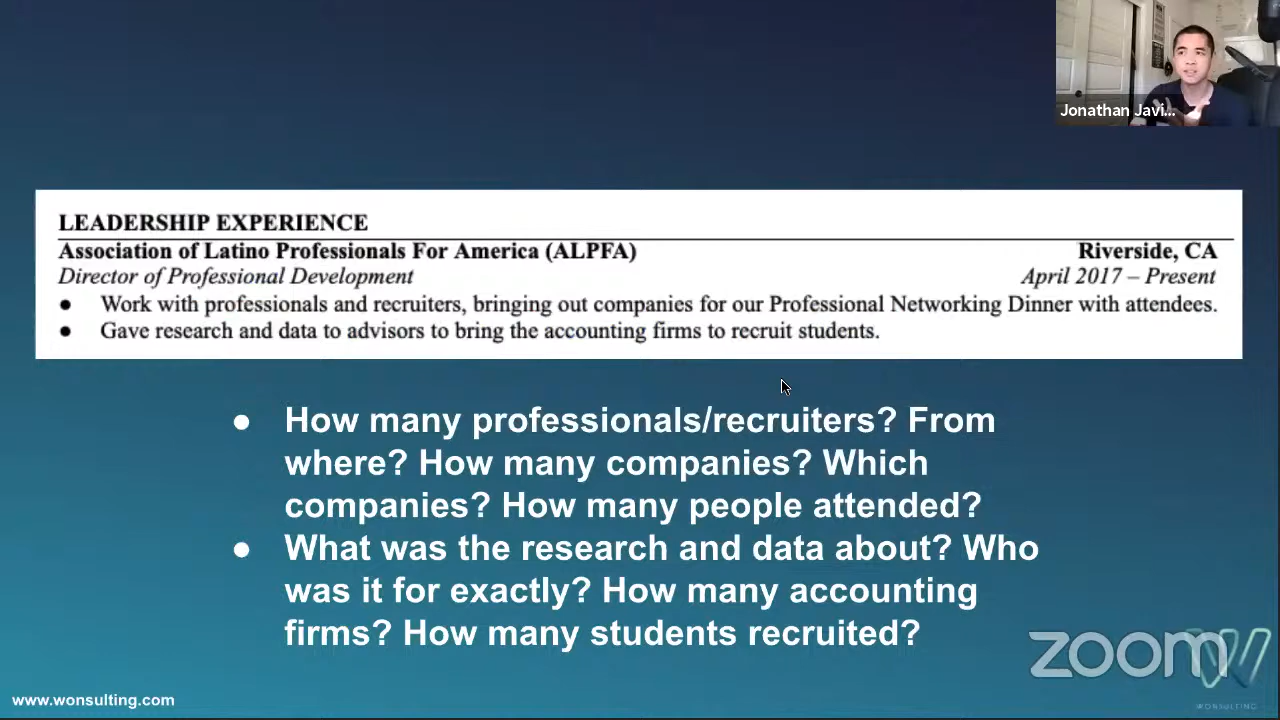 Jonathan Javi...
LEADERSHIP EXPERIENCE
Association of Latino Professionals For America (ALPFA) Riverside, CA
Director of Professional Development April 2017 – Present
● Work with professionals and recruiters, bringing out companies for our Professional Networking Dinner with attendees.
● Gave research and data to advisors to bring the accounting firms to recruit students.
● How many professionals/recruiters? From
where? How many companies? Which
companies? How many people attended?
● What was the research and data about? Who
was it for exactly? How many accounting
firms? How many students recruited?
zoom
WONSULTING
www.wonsulting.com